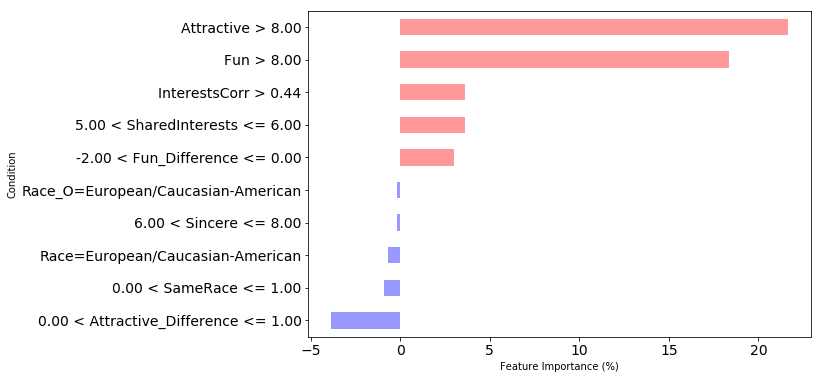 Attractive > 8.00
Fun > 8.00
InterestsCorr > 0.44
5.00 < SharedInterests <= 6.00
-2.00 < Fun_Difference <= 0.00
Race_O=European/Caucasian-American
6.00 < Sincere <= 8.00
Race=European/Caucasian-American
0.00 < SameRace <= 1.00
0.00 < Attractive_Difference <= 1.00
Condition
−5 0 5 10 15 20
Feature Importance (%)